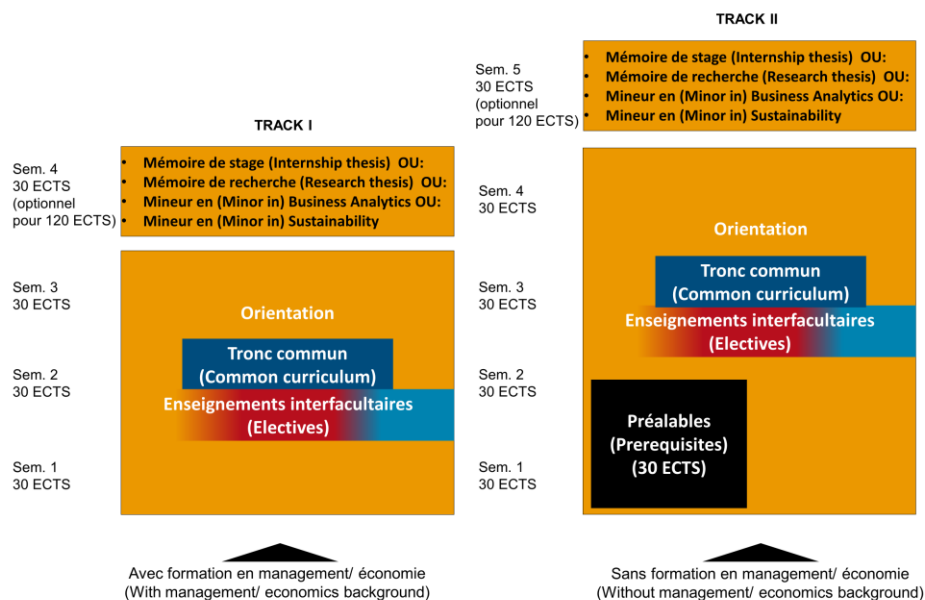 TRACK I
Sem. 4
30 ECTS
(optionnel
pour 120 ECTS)
• Mémoire de stage (Internship thesis) OU:
• Mémoire de recherche (Research thesis) OU:
• Mineur en (Minor in) Business Analytics OU:
• Mineur en (Minor in) Sustainability
Sem. 3
30 ECTS
Orientation
Tronc commun
(Common curriculum)
Sem. 2
30 ECTS
Enseignements interfacultaires
(Electives)
Sem. 1
30 ECTS
Avec formation en management/ économie
(With management/ economics background)
TRACK II
Sem. 5
30 ECTS
(optionnel
pour 120 ECTS)
• Mémoire de stage (Internship thesis) OU:
• Mémoire de recherche (Research thesis) OU:
• Mineur en (Minor in) Business Analytics OU:
• Mineur en (Minor in) Sustainability
Sem. 4
30 ECTS
Orientation
Sem. 3
30 ECTS
Tronc commun
(Common curriculum)
Enseignements interfacultaires
(Electives)
Sem. 2
30 ECTS
Préalables
(Prerequisites)
(30 ECTS)
Sem. 1
30 ECTS
Sans formation en management/ économie
(Without management/ economics background)